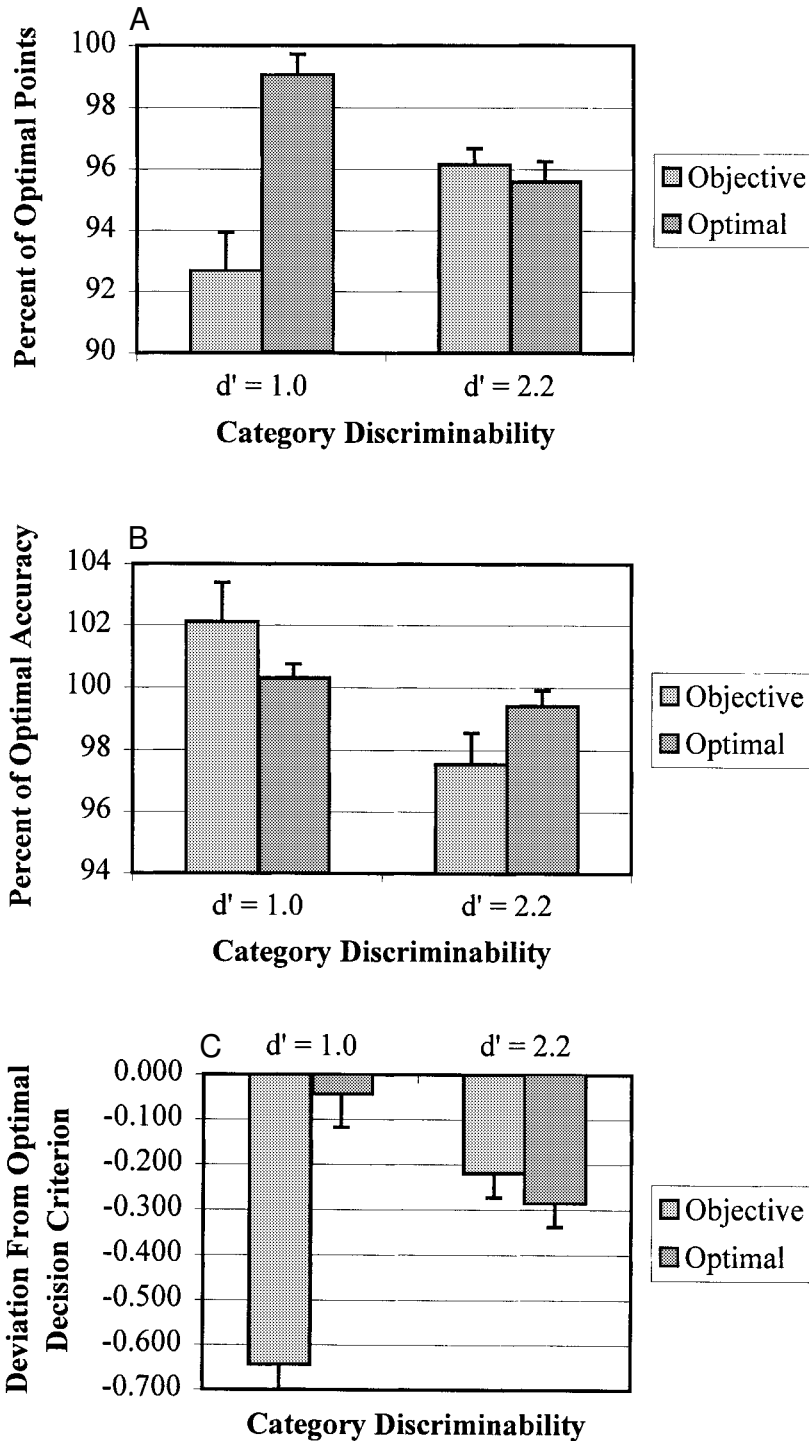 A
Percent of Optimal Points
100
98
96
94
92
90
d' = 1.0
d' = 2.2
Category Discriminability
Objective
Optimal
B
Percent of Optimal Accuracy
104
102
100
98
96
94
d' = 1.0
d' = 2.2
Category Discriminability
Objective
Optimal
C
d' = 1.0
d' = 2.2
Deviation From Optimal
Decision Criterion
0.000
-0.100
-0.200
-0.300
-0.400
-0.500
-0.600
-0.700
Category Discriminability
Objective
Optimal